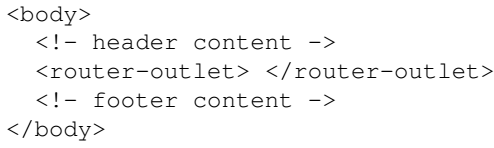 <body>
<!– header content –>
<router–outlet> </router–outlet>
<!– footer content –>
</body>